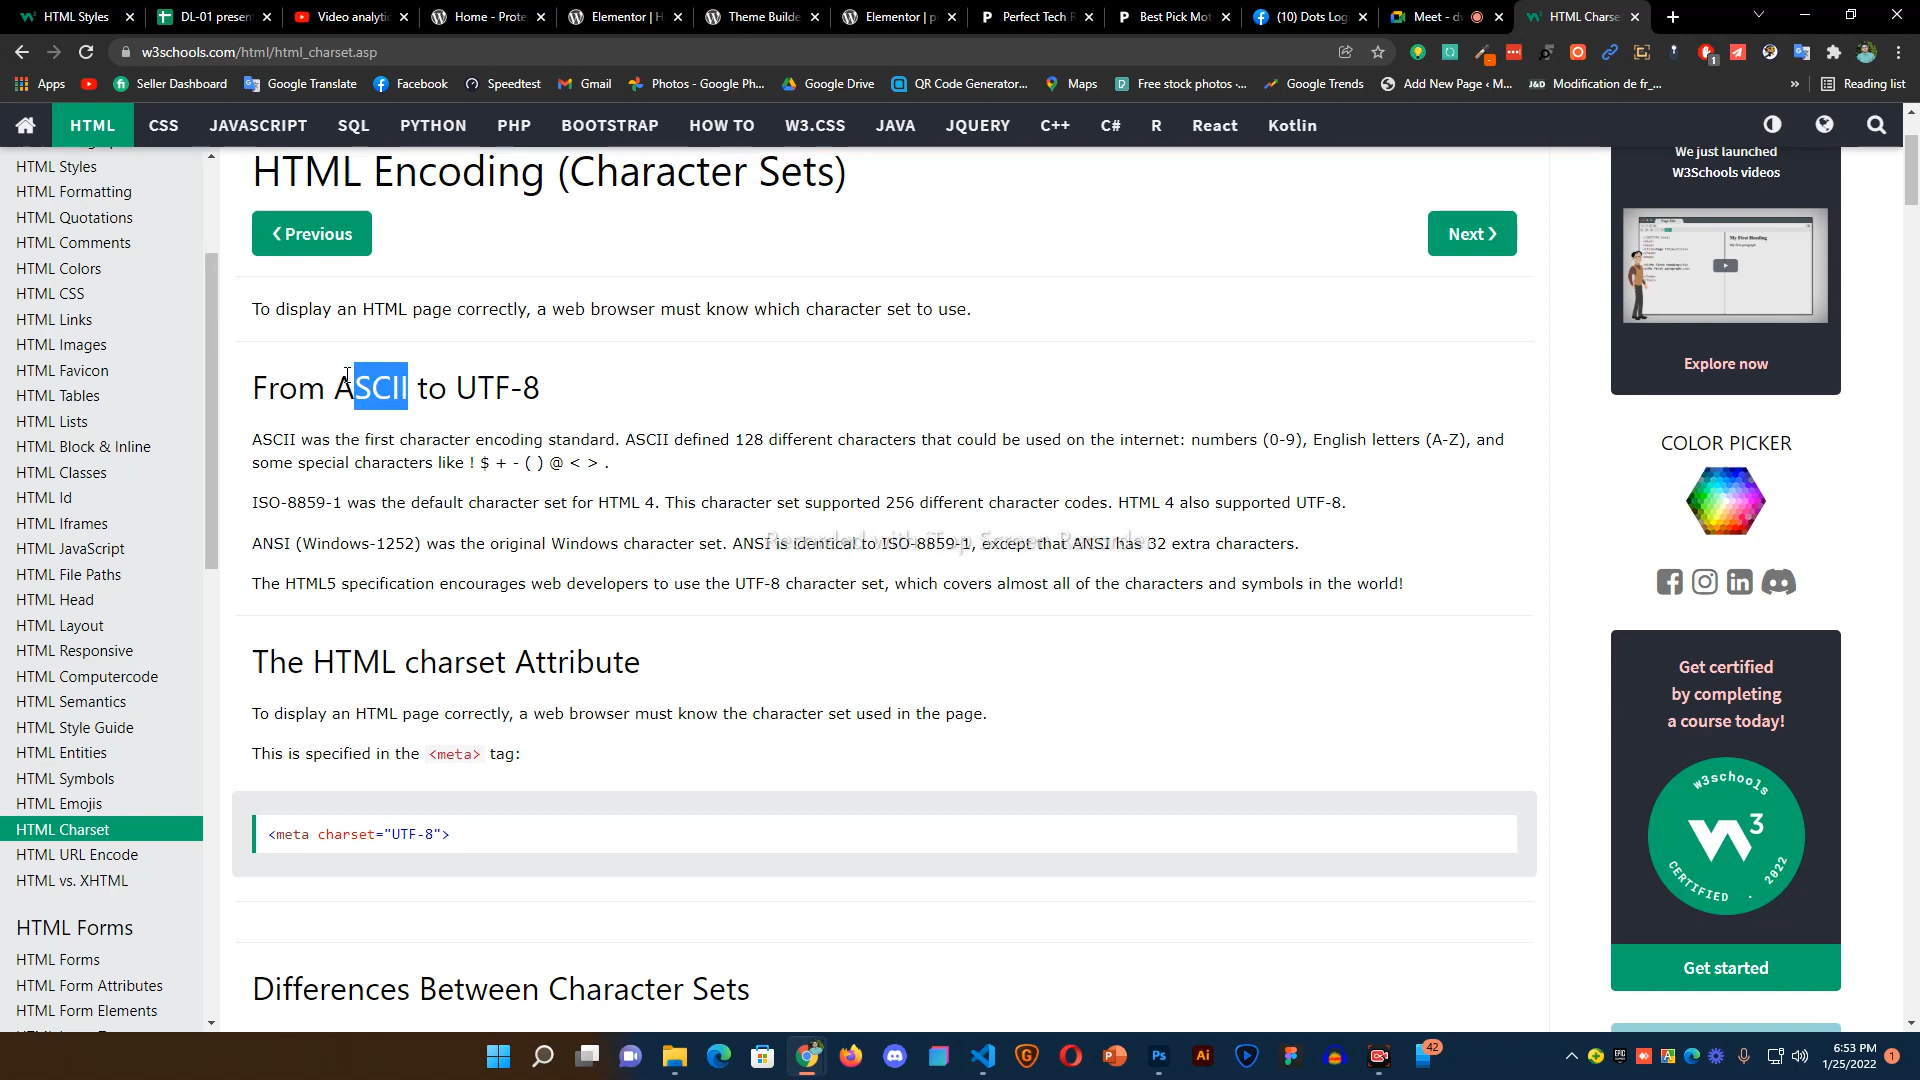 HTML Styles
DL-01 presen
Video analytic
Home - Prote
Elementor | H
Theme Builde
Elementor | p
Perfect Tech R
Best Pick Mot
(10) Dots Log
Meet - d
HTML Charse
w3schools.com/html/html_charset.asp
Apps
Seller Dashboard
Google Translate
Facebook
Speedtest
Gmail
Photos - Google Ph...
Google Drive
QR Code Generator...
Maps
Free stock photos -...
Google Trends
Add New Page ‹ M...
Modification de fr_...
»
Reading list
HTML
CSS
JAVASCRIPT
SQL
PYTHON
PHP
BOOTSTRAP
HOW TO
W3.CSS
JAVA
JQUERY
C++
C#
R
React
Kotlin
HTML Styles
HTML Formatting
HTML Quotations
HTML Comments
HTML Colors
HTML CSS
HTML Links
HTML Images
HTML Favicon
HTML Tables
HTML Lists
HTML Block & Inline
HTML Classes
HTML Id
HTML Iframes
HTML JavaScript
HTML File Paths
HTML Head
HTML Layout
HTML Responsive
HTML Computercode
HTML Semantics
HTML Style Guide
HTML Entities
HTML Symbols
HTML Emojis
HTML Charset
HTML URL Encode
HTML vs. XHTML
HTML Forms
HTML Forms
HTML Form Attributes
HTML Form Elements
HTML Encoding (Character Sets)
❮ Previous
Next ❯
To display an HTML page correctly, a web browser must know which character set to use.
From ASCII to UTF-8
ASCII was the first character encoding standard. ASCII defined 128 different characters that could be used on the internet: numbers (0-9), English letters (A-Z), and
some special characters like ! $ + - ( ) @ < > .
ISO-8859-1 was the default character set for HTML 4. This character set supported 256 different character codes. HTML 4 also supported UTF-8.
ANSI (Windows-1252) was the original Windows character set. ANSI is identical to ISO-8859-1, except that ANSI has 32 extra characters.
Recorded with iTop Screen Recorder
The HTML5 specification encourages web developers to use the UTF-8 character set, which covers almost all of the characters and symbols in the world!
The HTML charset Attribute
To display an HTML page correctly, a web browser must know the character set used in the page.
This is specified in the <meta> tag:
<meta charset="UTF-8">
Differences Between Character Sets
We just launched
W3Schools videos
Explore now
COLOR PICKER
Get certified
by completing
a course today!
w3schools
W3
CERTIFIED . 2022
Get started
42
6:53 PM
1/25/2022
1